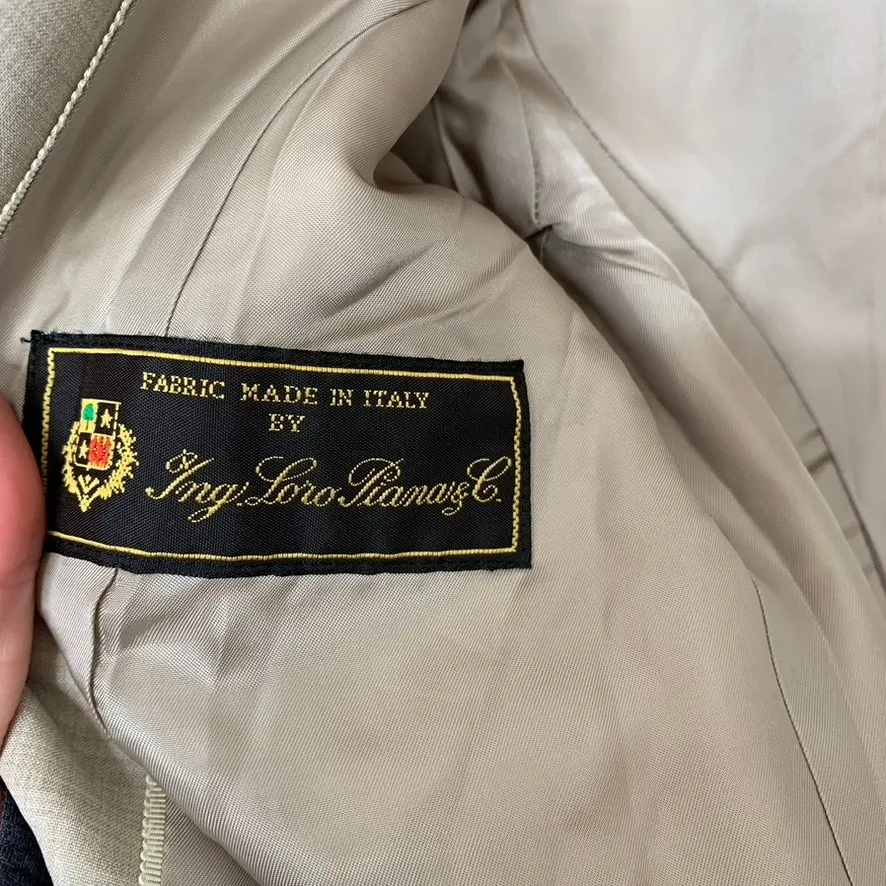 FABRIC MADE IN ITALY
BY
Ing. Loro Piana & C.